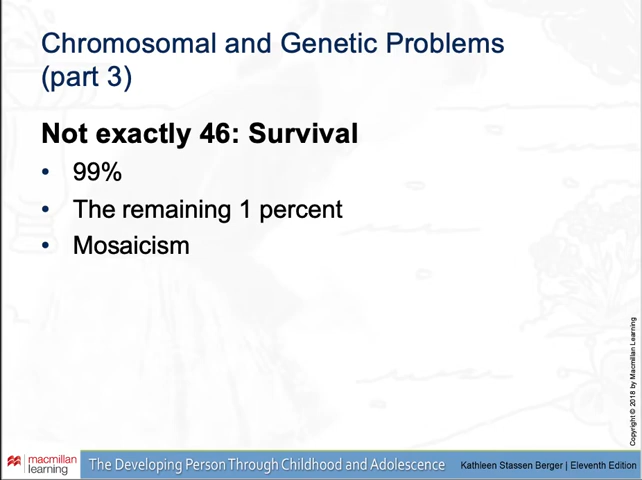 Chromosomal and Genetic Problems
(part 3)
Not exactly 46: Survival
• 99%
• The remaining 1 percent
• Mosaicism
Copyright © 2018 by Macmillan Learning
macmillan
learning
The Developing Person Through Childhood and Adolescence
Kathleen Stassen Berger | Eleventh Edition